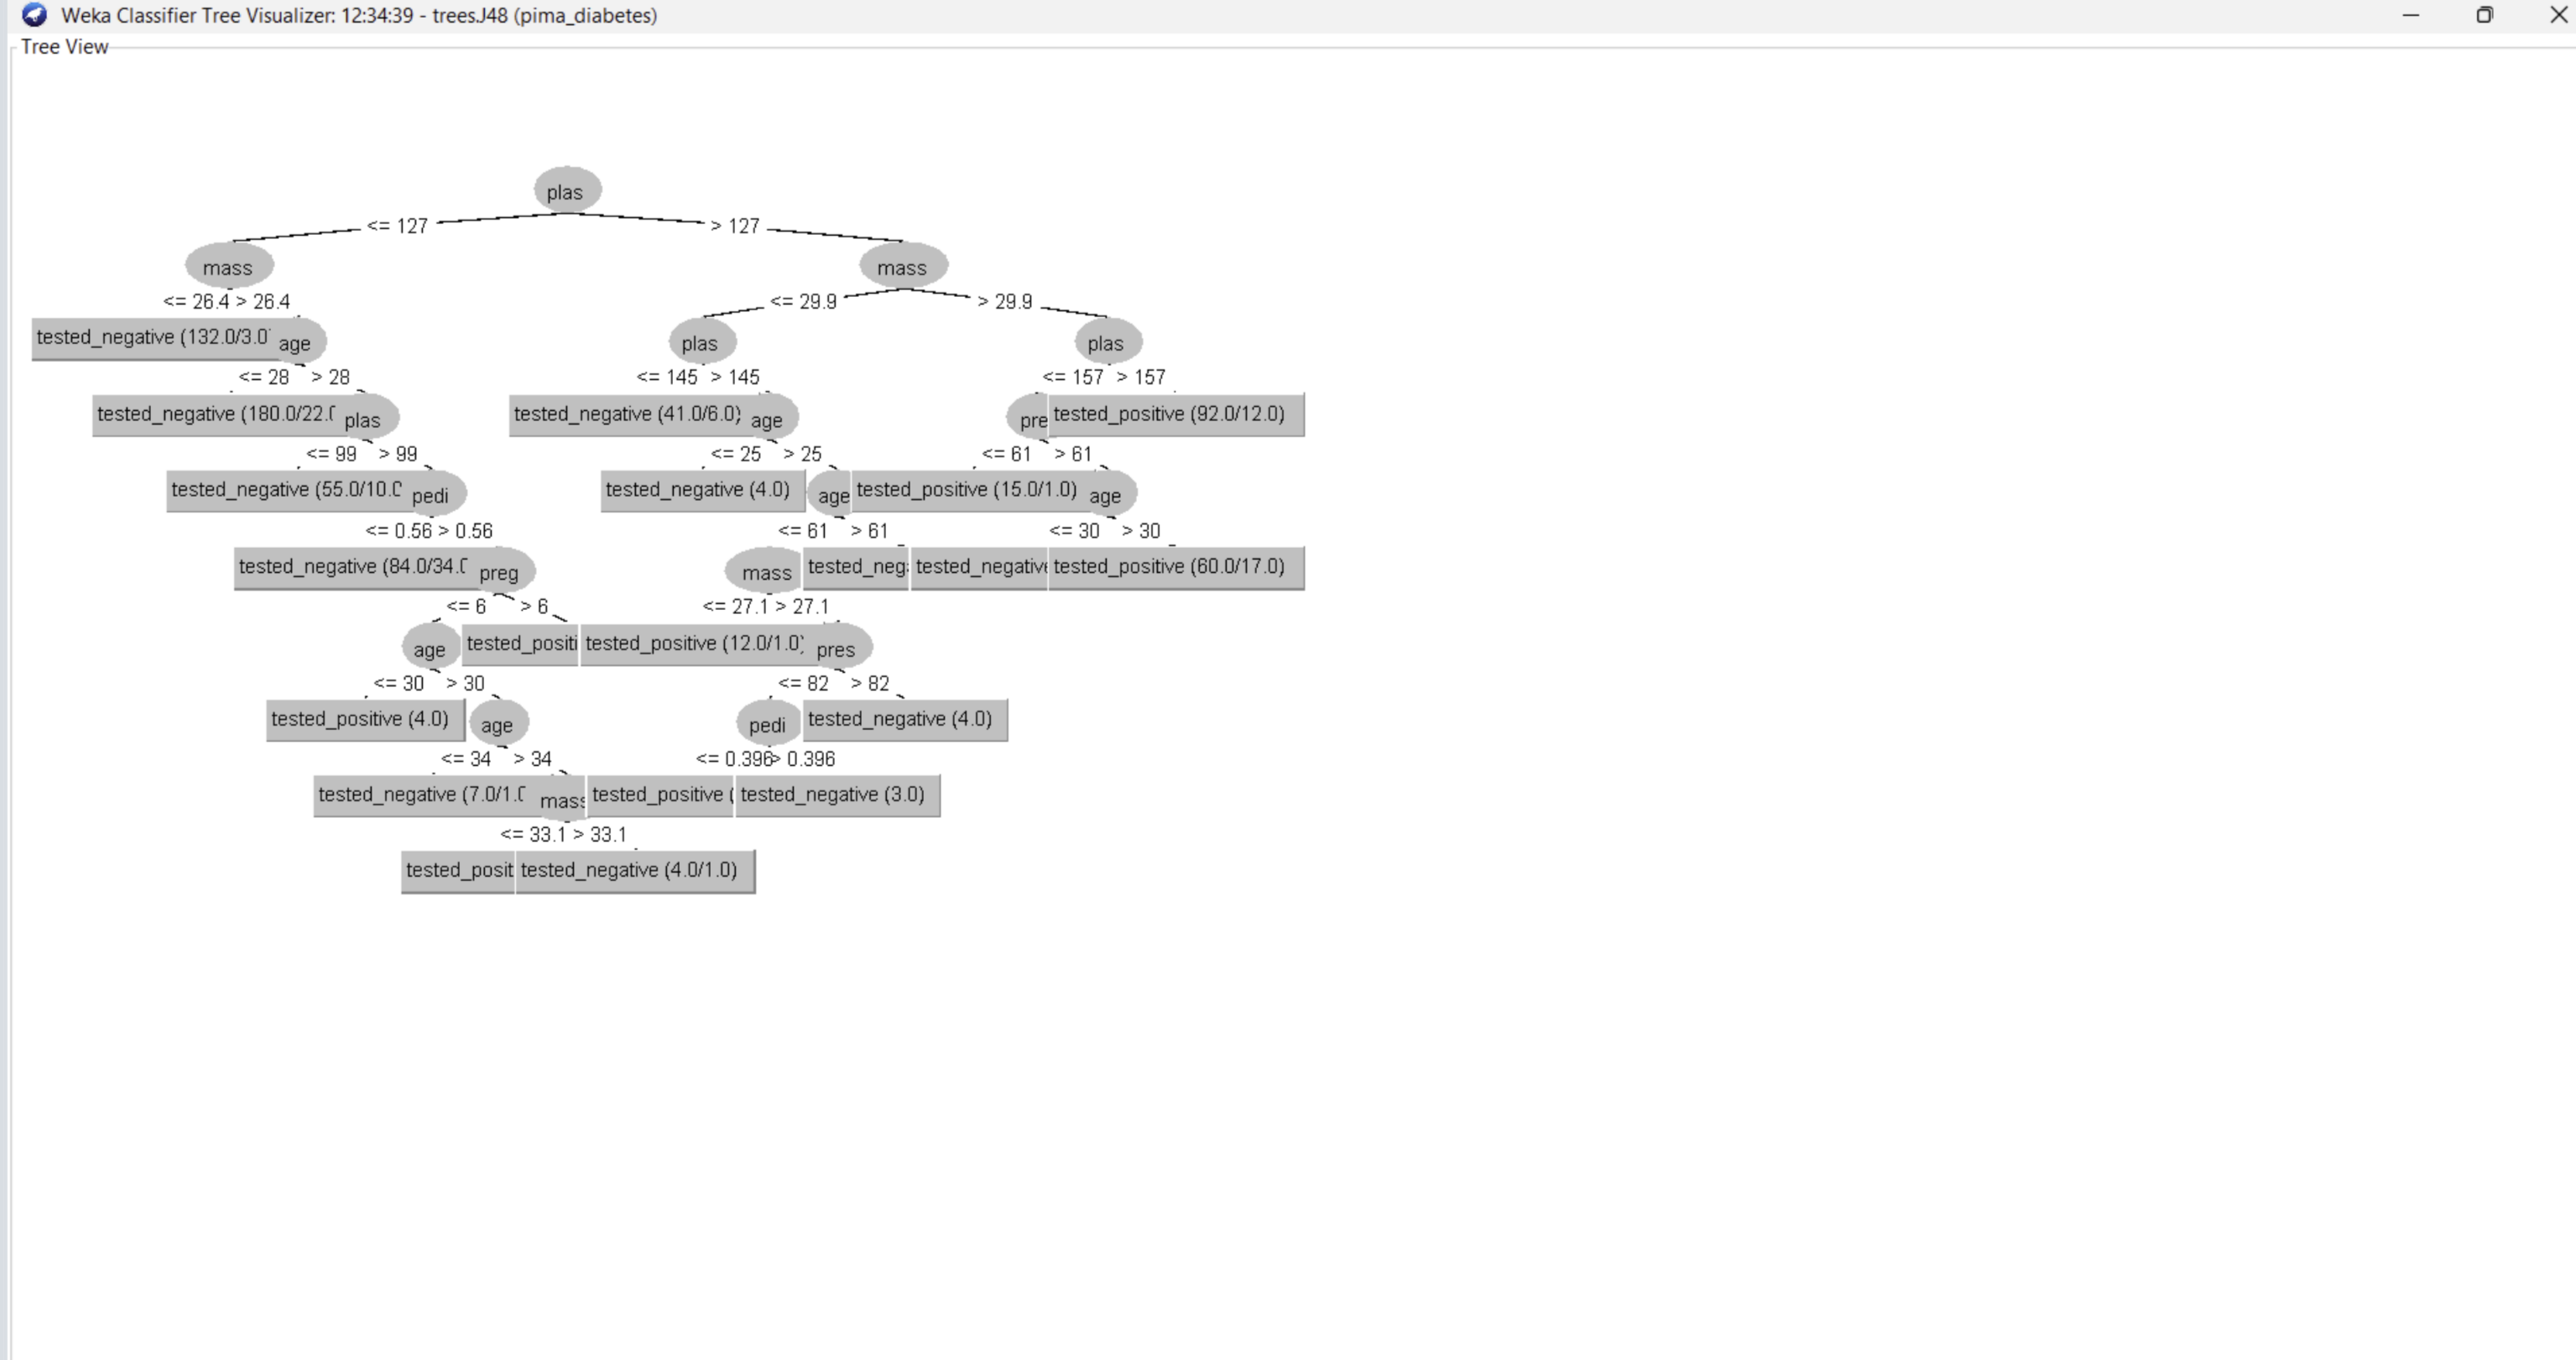 Weka Classifier Tree Visualizer: 12:34:39 - trees.J48 (pima_diabetes)
Tree View
plas
<= 127 > 127
mass mass
<= 26.4 > 26.4 <= 29.9 > 29.9
tested_negative (132.0/3.0 age plas plas
<= 28 > 28 <= 145 > 145 <= 157 > 157
tested_negative (180.0/22.0 plas tested_negative (41.0/6.0) age pre tested_positive (92.0/12.0)
<= 99 > 99 <= 25 > 25 <= 61 > 61
tested_negative (55.0/10.0 pedi tested_negative (4.0) age tested_positive (15.0/1.0) age
<= 0.56 > 0.56 <= 61 > 61 <= 30 > 30
tested_negative (84.0/34.0 preg mass tested_neg tested_negative tested_positive (60.0/17.0)
<= 6 > 6 <= 27.1 > 27.1
age tested_positi tested_positive (12.0/1.0) pres
<= 30 > 30 <= 82 > 82
tested_positive (4.0) age pedi tested_negative (4.0)
<= 34 > 34 <= 0.396 > 0.396
tested_negative (7.0/1.0 mass tested_positive ( tested_negative (3.0)
<= 33.1 > 33.1
tested_posit tested_negative (4.0/1.0)